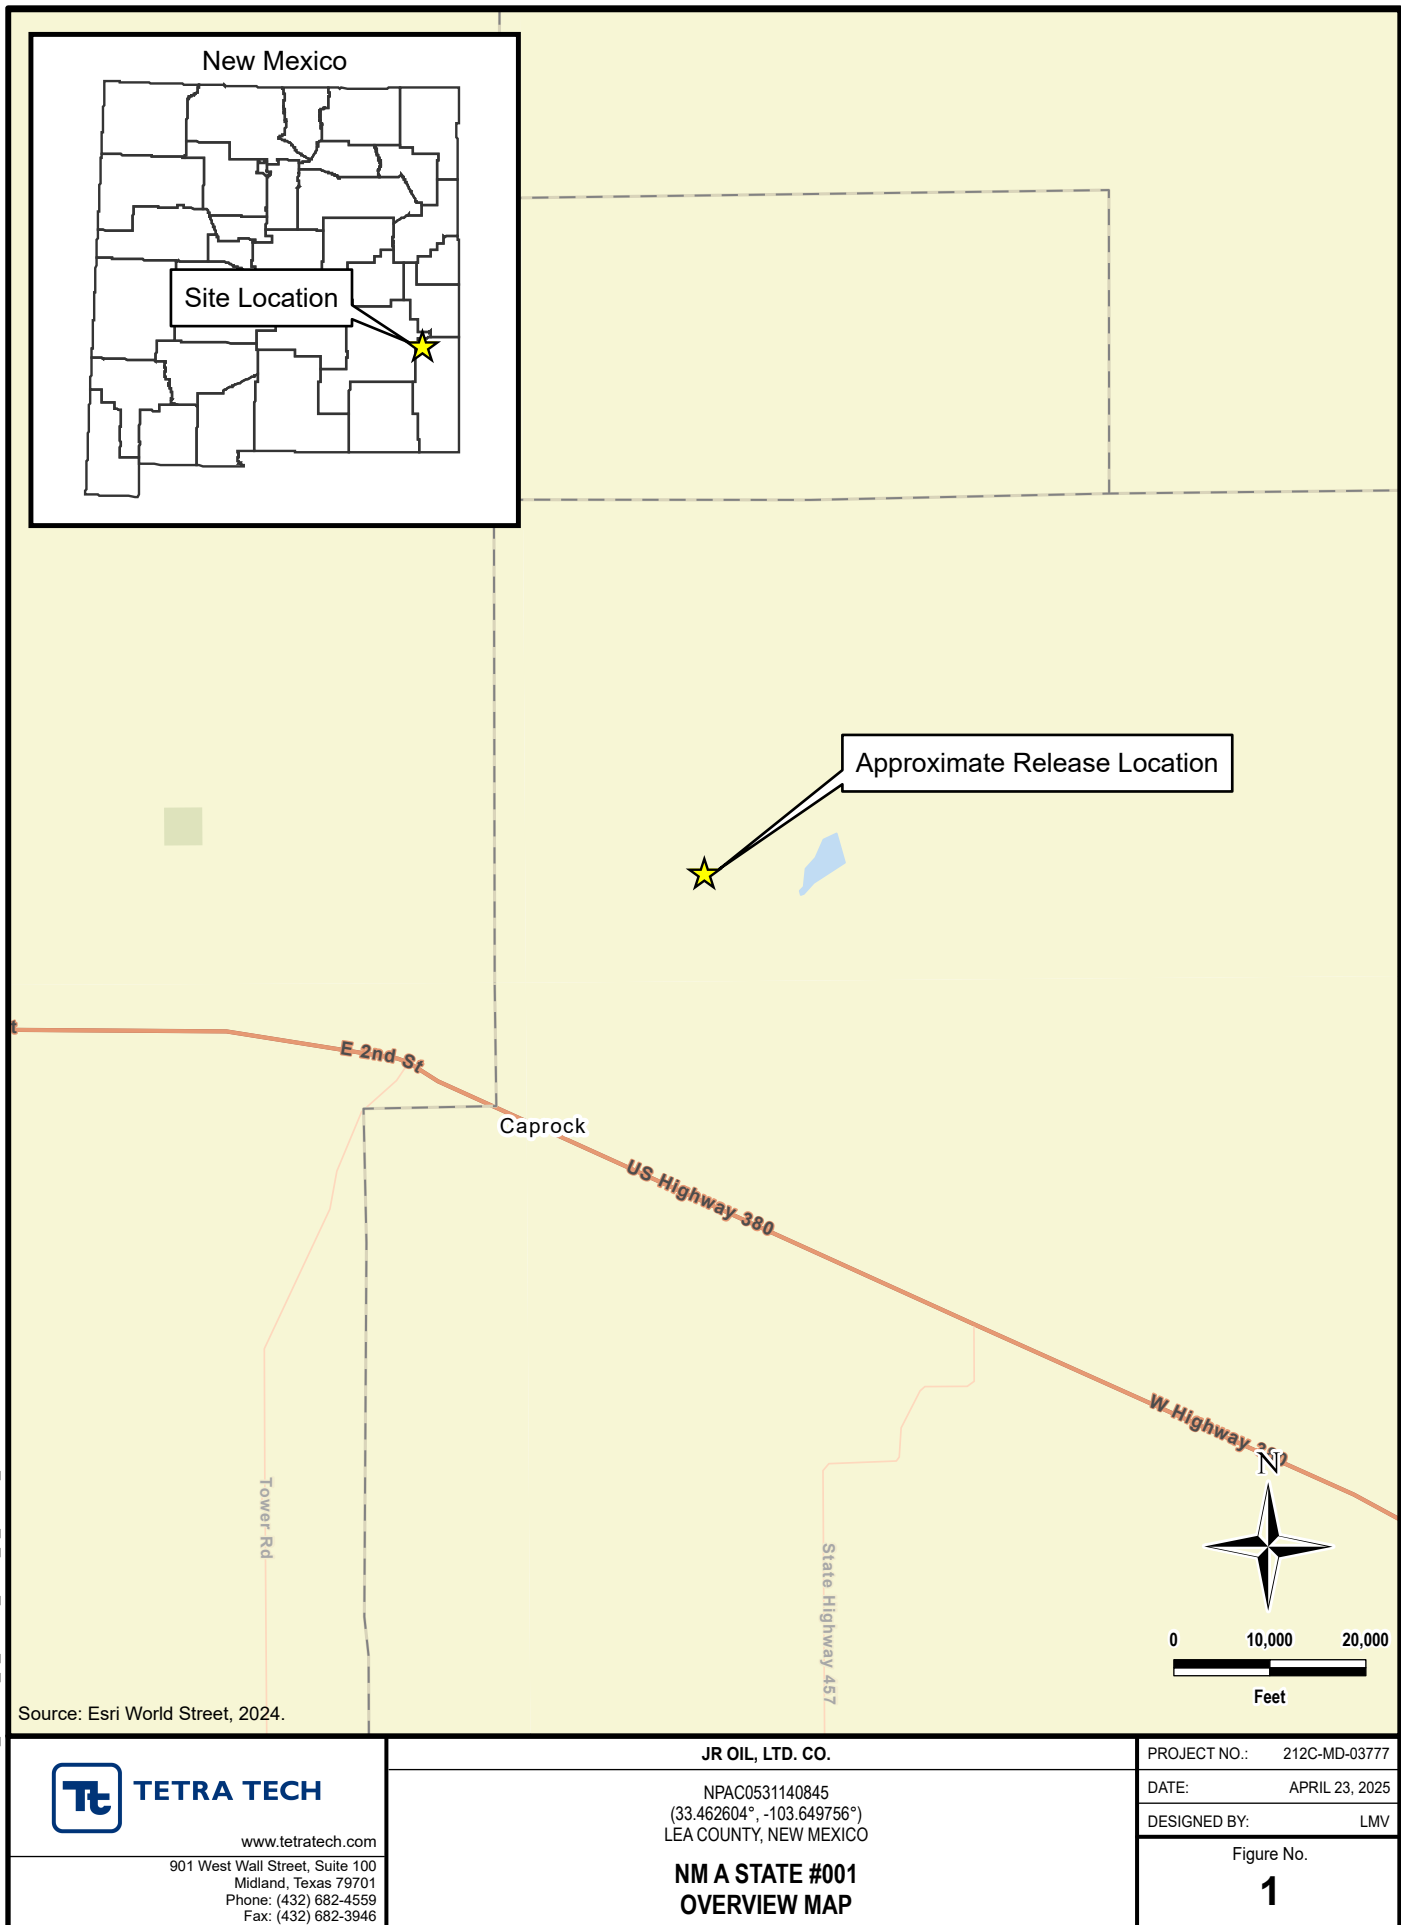 New Mexico
Site Location
Approximate Release Location
E 2nd St
Caprock
US Highway 380
W Highway 380
N
Tower Rd
State Highway 457
0 10,000 20,000
Feet
Source: Esri World Street, 2024.
Tt TETRA TECH
www.tetratech.com
901 West Wall Street, Suite 100
Midland, Texas 79701
Phone: (432) 682-4559
Fax: (432) 682-3946
JR OIL, LTD. CO.
NPAC0531140845
(33.462604°, -103.649756°)
LEA COUNTY, NEW MEXICO
NM A STATE #001
OVERVIEW MAP
PROJECT NO.: 212C-MD-03777
DATE: APRIL 23, 2025
DESIGNED BY: LMV
Figure No.
1